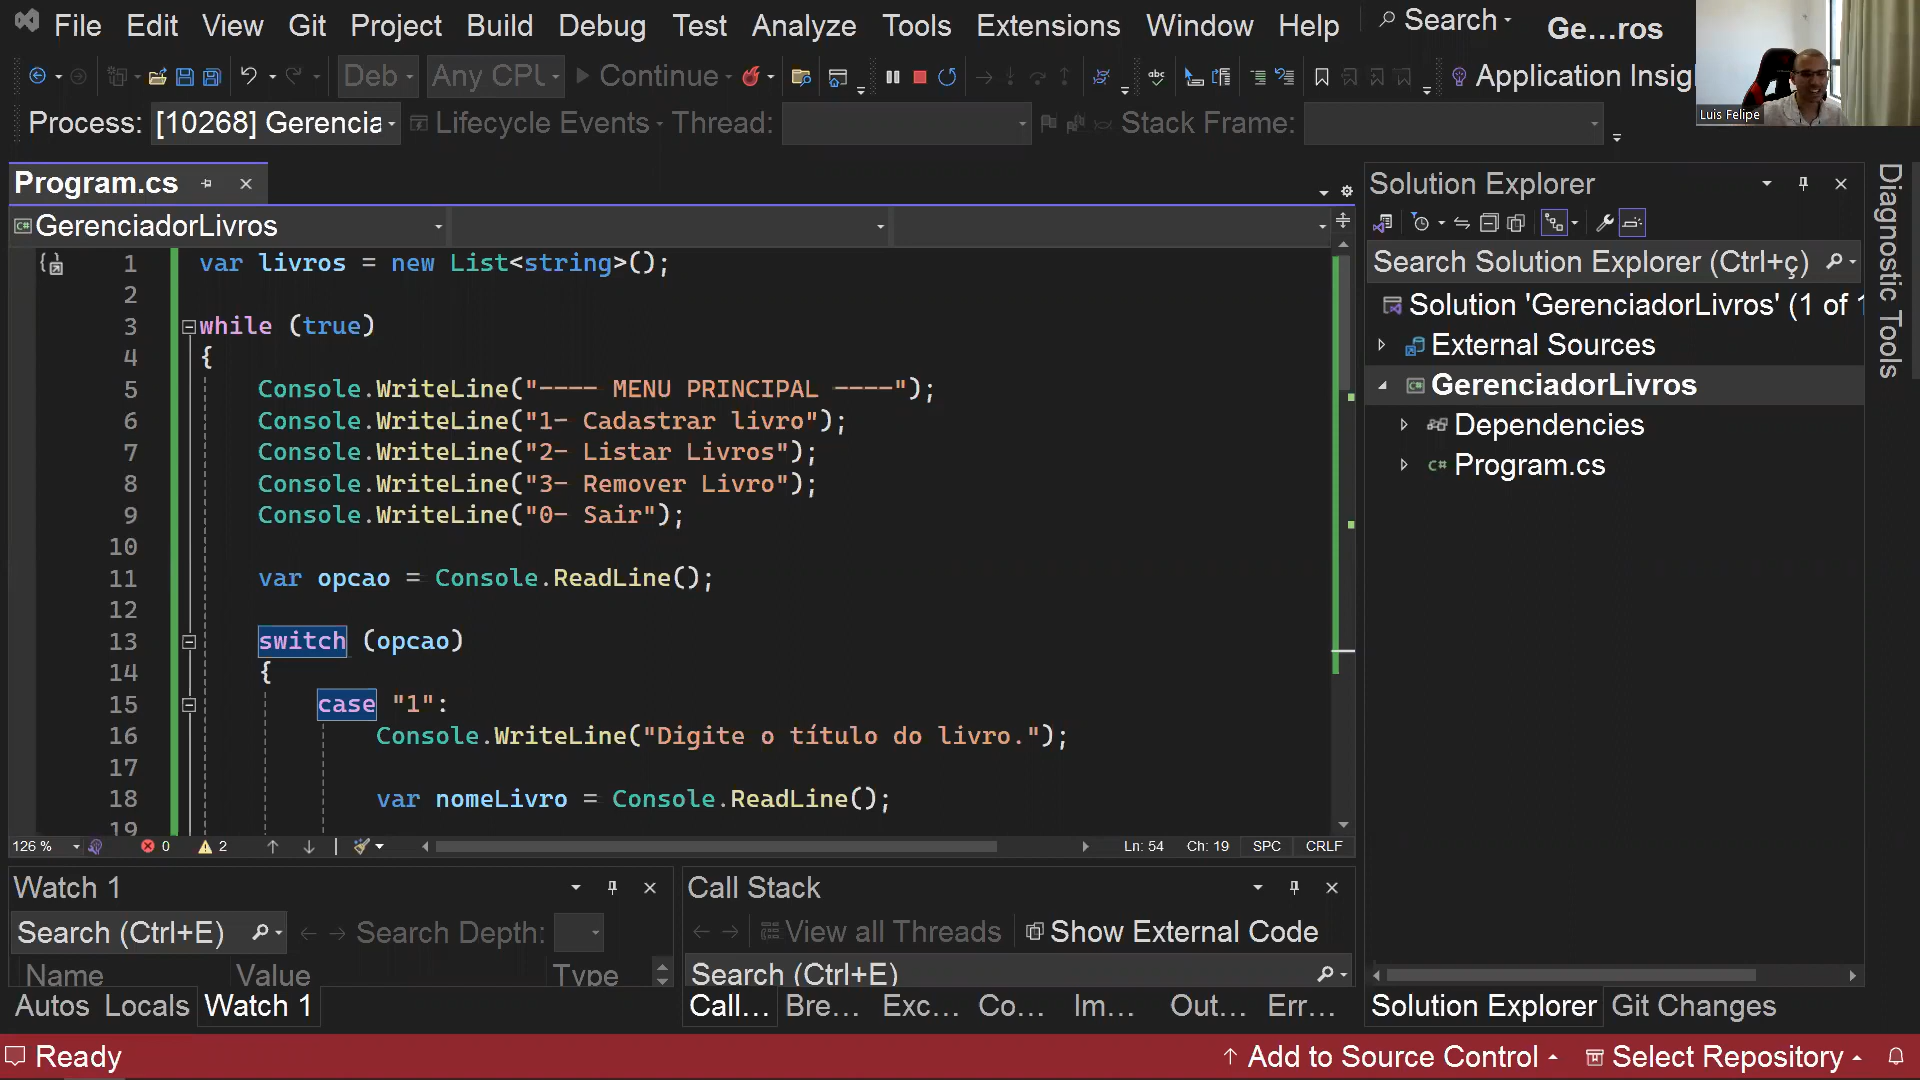 File Edit View Git Project Build Debug Test Analyze Tools Extensions Window Help Search Ge...ros
Deb Any CPU Continue Application Insig
Luis Felipe
Process: [10268] Gerencia Lifecycle Events Thread: Stack Frame:
Program.cs
GerenciadorLivros
1 var livros = new List<string>();
2
3 while (true)
4 {
5 Console.WriteLine("---- MENU PRINCIPAL ----");
6 Console.WriteLine("1- Cadastrar livro");
7 Console.WriteLine("2- Listar Livros");
8 Console.WriteLine("3- Remover Livro");
9 Console.WriteLine("0- Sair");
10
11 var opcao = Console.ReadLine();
12
13 switch (opcao)
14 {
15 case "1":
16 Console.WriteLine("Digite o título do livro.");
17
18 var nomeLivro = Console.ReadLine();
19
126 % 0 2 Ln: 54 Ch: 19 SPC CRLF
Watch 1
Search (Ctrl+E) Search Depth:
Name Value Type
Autos Locals Watch 1
Call Stack
View all Threads Show External Code
Search (Ctrl+E)
Call... Bre... Exc... Co... Im... Out... Err...
Solution Explorer
Search Solution Explorer (Ctrl+ç)
Solution 'GerenciadorLivros' (1 of 1
External Sources
GerenciadorLivros
Dependencies
C# Program.cs
Solution Explorer Git Changes
Diagnostic Tools
Ready Add to Source Control Select Repository